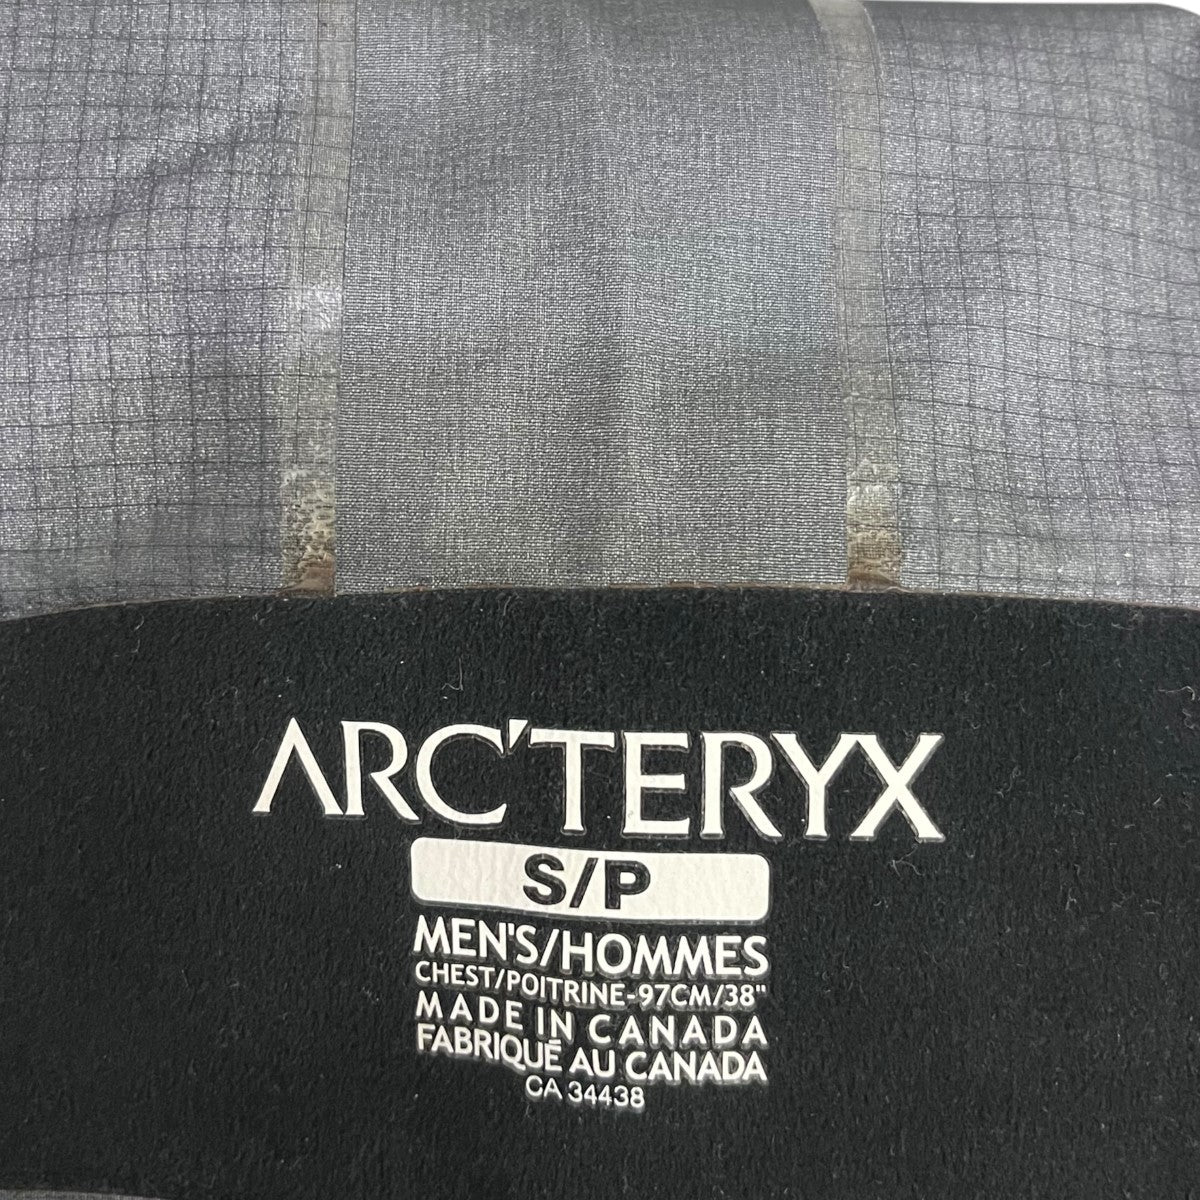 ARC'TERYX
S/P
MEN'S/HOMMES
CHEST/POITRINE-97CM/38"
MADE IN CANADA
FABRIQUÉ AU CANADA
CA 34438